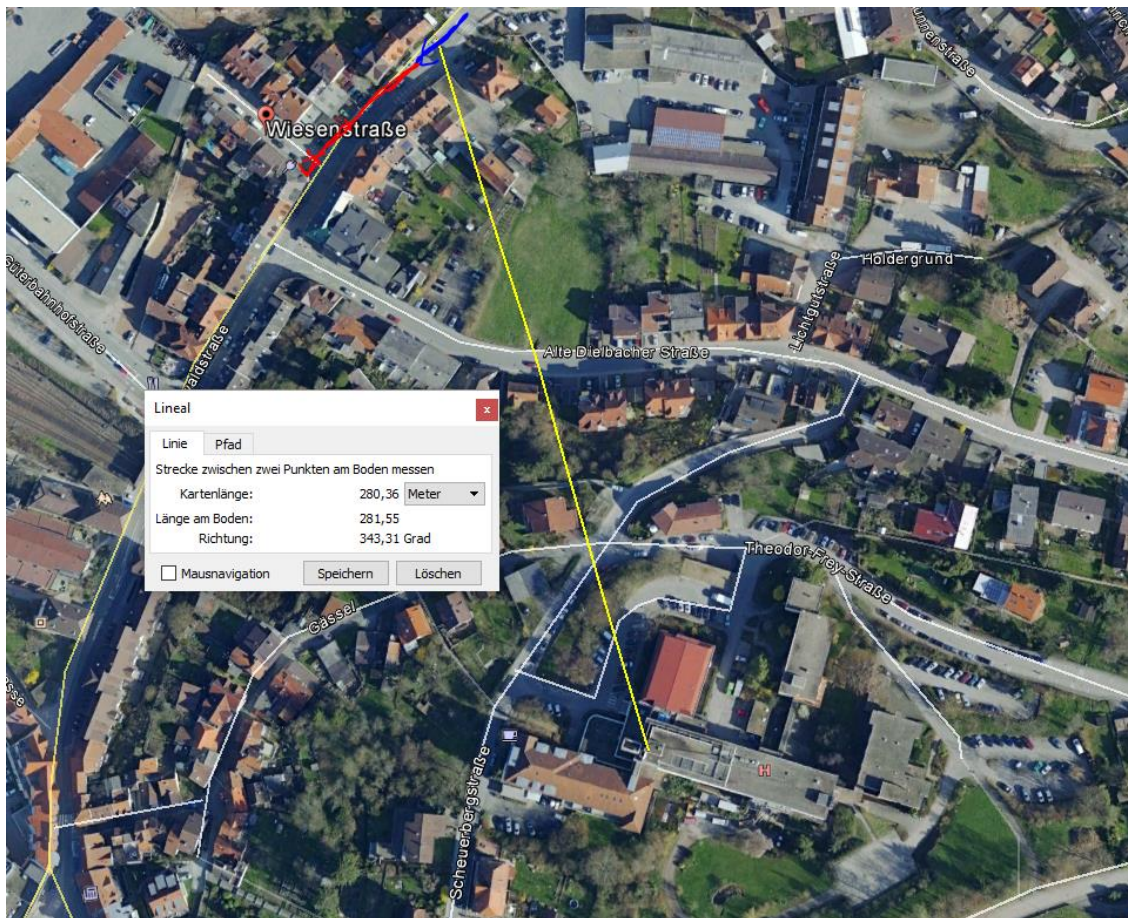 Wiesenstraße
Holdergrund
Lichtgutstraße
Alte Dielbacher Straße
Güterbahnhofstraße
Lineal
x
Linie
Pfad
Strecke zwischen zwei Punkten am Boden messen
Kartenlänge:
280,36
Meter
Länge am Boden:
281,55
Richtung:
343,31 Grad
Mausnavigation
Speichern
Löschen
Theodor-Frey-Straße
Gässel
Scheuerbergstraße
H